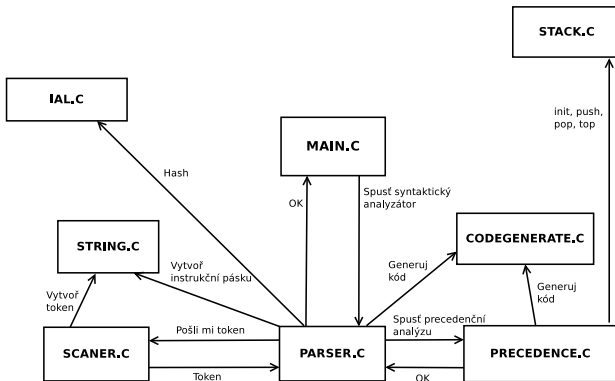 STACK.C
IAL.C
init, push,
pop, top
MAIN.C
Hash
OK
Spusť syntaktický
analyzátor
STRING.C
CODEGENERATE.C
Vytvoř
instrukční pásku
Generuj
kód
Generuj
kód
Vytvoř
token
Pošli mi token
Spusť precedenční
analýzu
SCANER.C
PARSER.C
PRECEDENCE.C
Token
OK